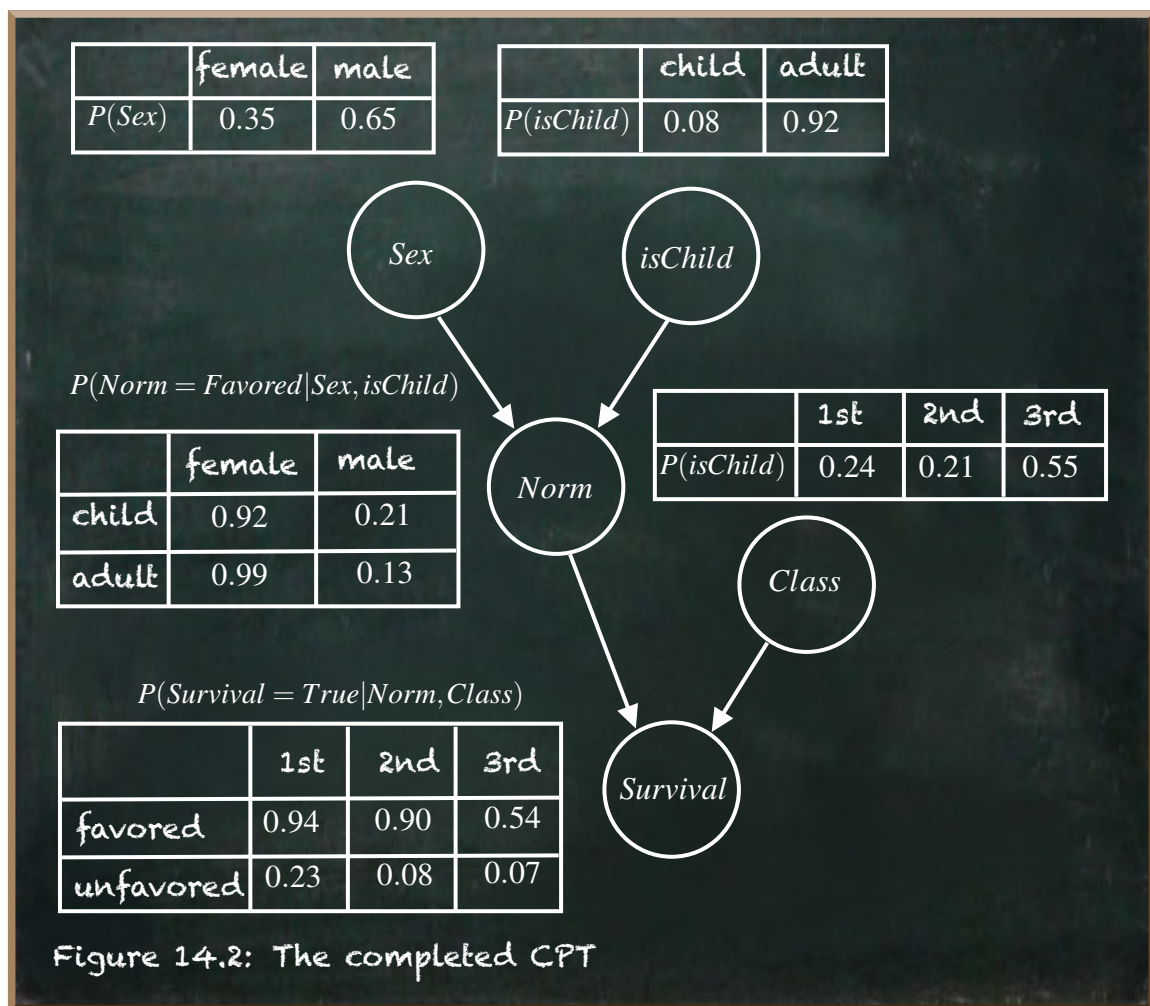 female male
P(Sex) 0.35 0.65
child adult
P(isChild) 0.08 0.92
Sex
isChild
P(Norm = Favored|Sex,isChild)
female male
child 0.92 0.21
adult 0.99 0.13
Norm
1st 2nd 3rd
P(isChild) 0.24 0.21 0.55
Class
P(Survival = True|Norm,Class)
1st 2nd 3rd
favored 0.94 0.90 0.54
unfavored 0.23 0.08 0.07
Survival
Figure 14.2: The completed CPT